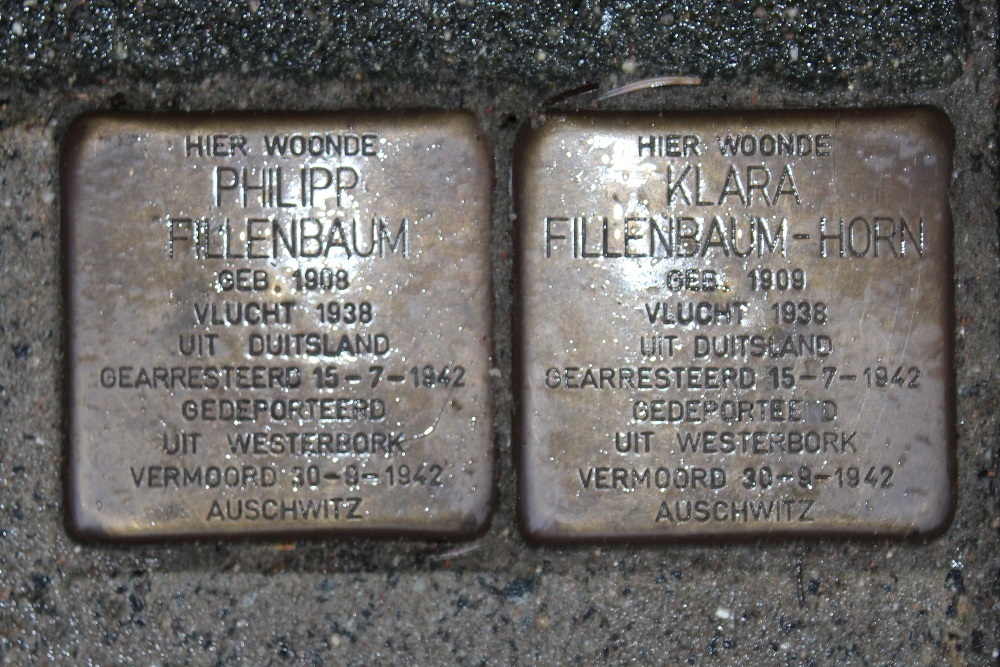 HIER WOONDE
PHILIPP
FILLENBAUM
GEB. 1908
VLUCHT 1938
UIT DUITSLAND
GEARRESTEERD 15-7-1942
GEDEPORTEERD
UIT WESTERBORK
VERMOORD 30-9-1942
AUSCHWITZ
HIER WOONDE
KLARA
FILLENBAUM-HORN
GEB. 1909
VLUCHT 1938
UIT DUITSLAND
GEARRESTEERD 15-7-1942
GEDEPORTEERD
UIT WESTERBORK
VERMOORD 30-9-1942
AUSCHWITZ